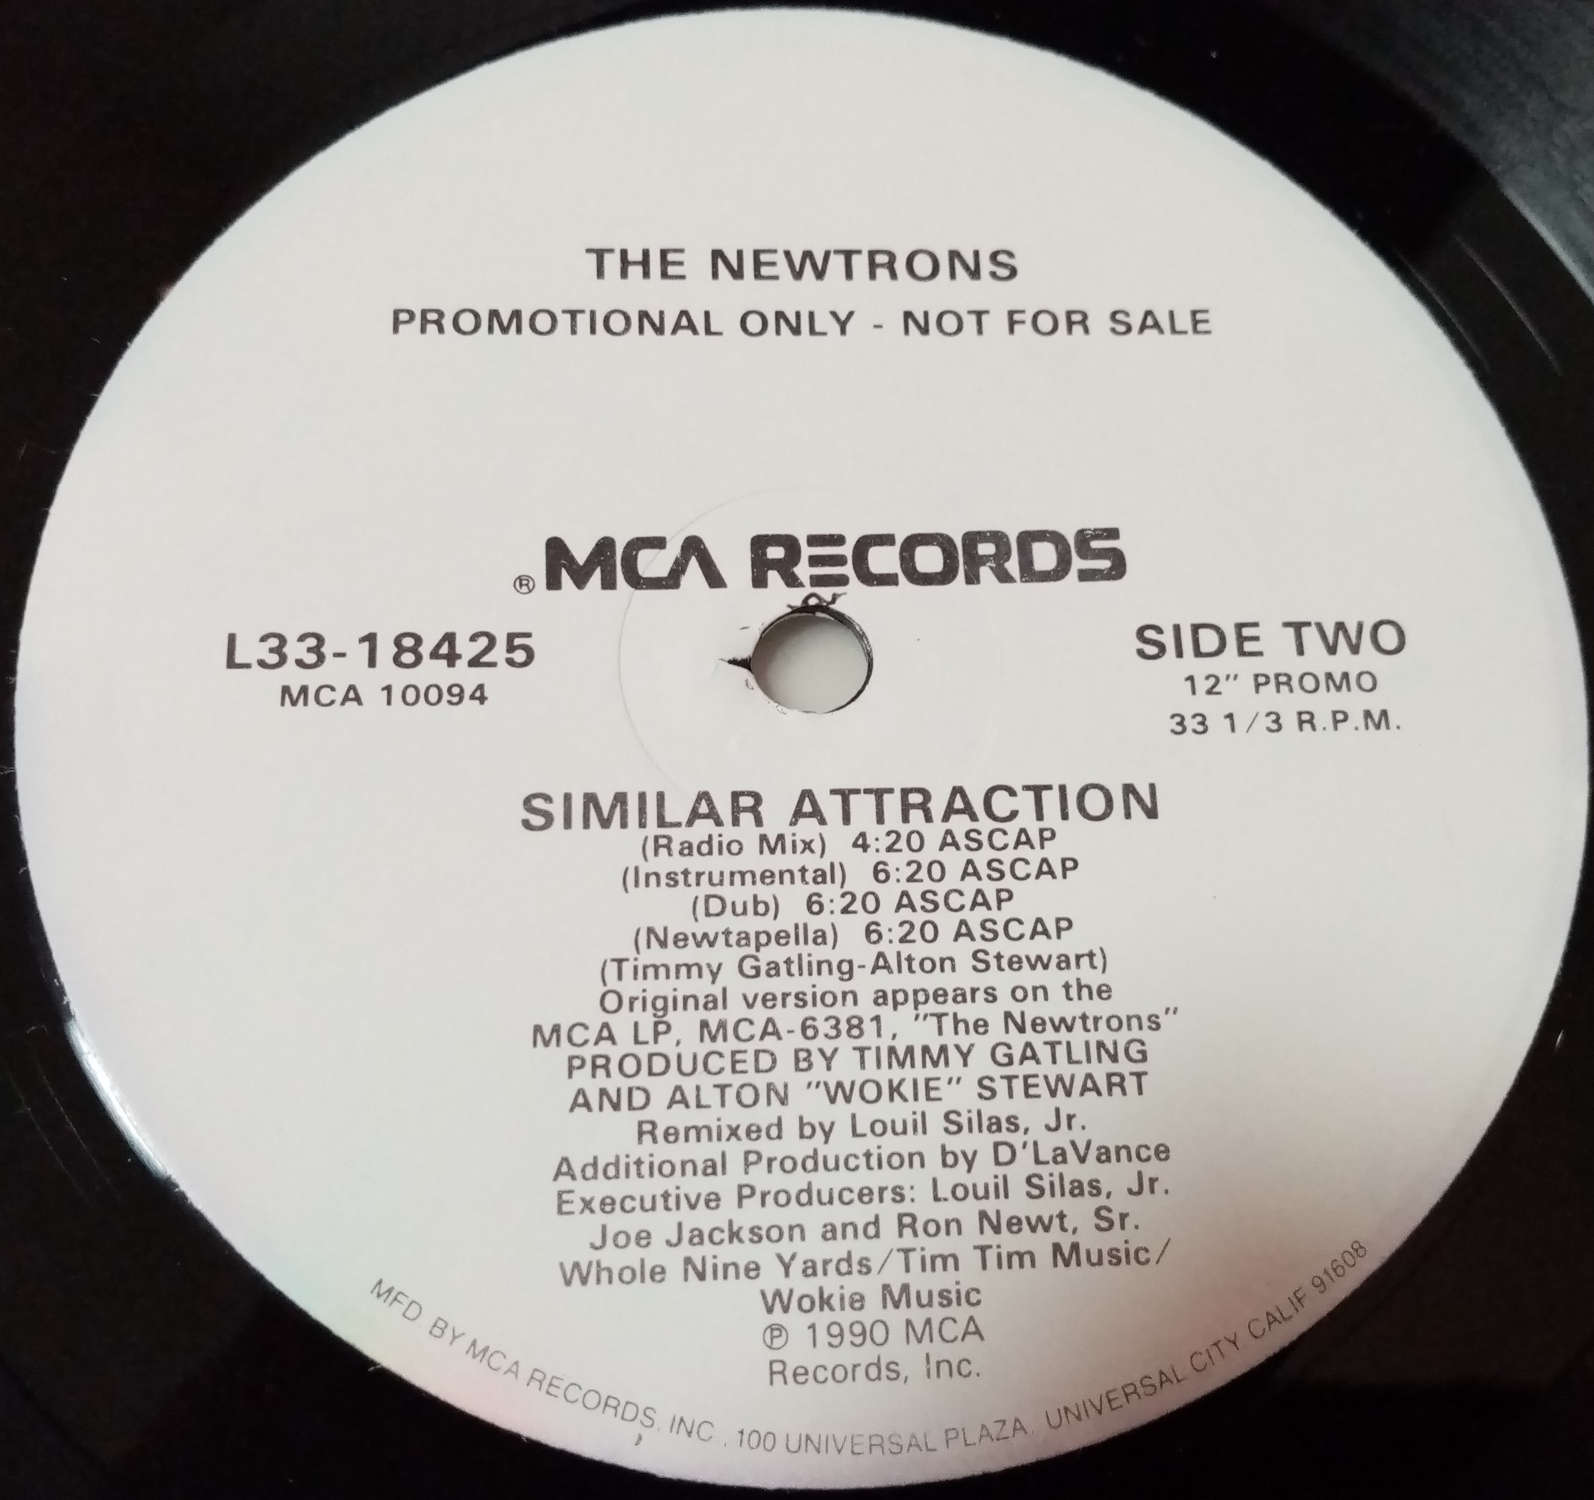 THE NEWTRONS
PROMOTIONAL ONLY - NOT FOR SALE
® MCA RECORDS
L33-18425
MCA 10094
SIDE TWO
12" PROMO
33 1/3 R.P.M.
SIMILAR ATTRACTION
(Radio Mix) 4:20 ASCAP
(Instrumental) 6:20 ASCAP
(Dub) 6:20 ASCAP
(Newtapella) 6:20 ASCAP
(Timmy Gatling-Alton Stewart)
Original version appears on the
MCA LP, MCA-6381, "The Newtrons"
PRODUCED BY TIMMY GATLING
AND ALTON "WOKIE" STEWART
Remixed by Louil Silas, Jr.
Additional Production by D'LaVance
Executive Producers: Louil Silas, Jr.
Joe Jackson and Ron Newt, Sr.
Whole Nine Yards/Tim Tim Music/
Wokie Music
℗ 1990 MCA
Records, Inc.
MFD. BY MCA RECORDS, INC., 100 UNIVERSAL PLAZA, UNIVERSAL CITY, CALIF 91608